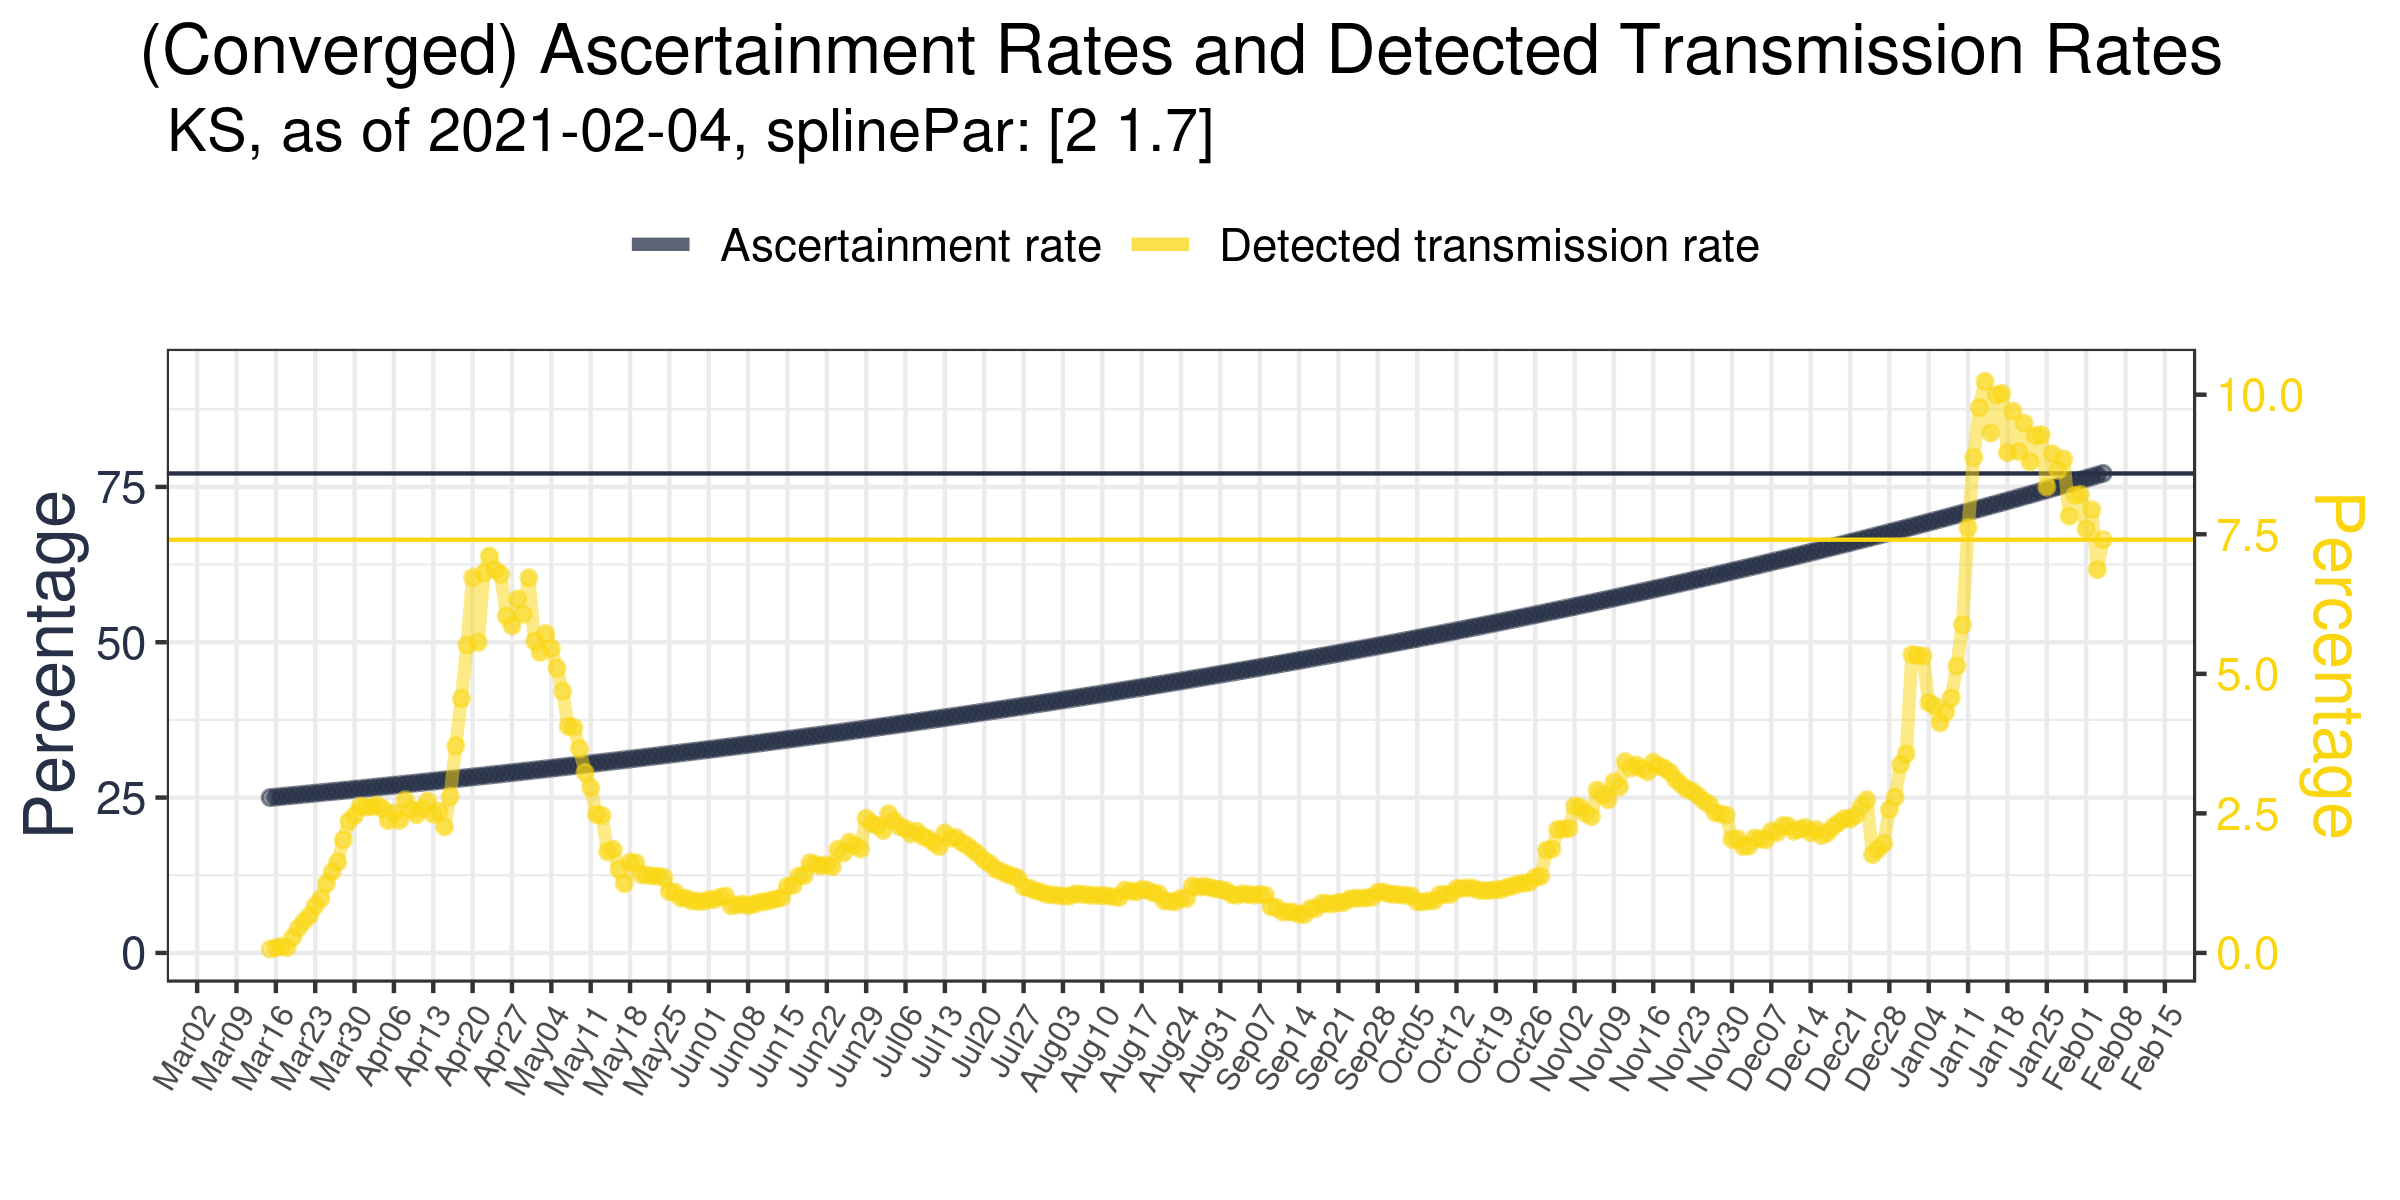 (Converged) Ascertainment Rates and Detected Transmission Rates
KS, as of 2021-02-04, splinePar: [2 1.7]
Ascertainment rate
Detected transmission rate
Percentage
75
50
25
0
10.0
7.5
5.0
2.5
0.0
Percentage
Mar02
Mar09
Mar16
Mar23
Mar30
Apr06
Apr13
Apr20
Apr27
May04
May11
May18
May25
Jun01
Jun08
Jun15
Jun22
Jun29
Jul06
Jul13
Jul20
Jul27
Aug03
Aug10
Aug17
Aug24
Aug31
Sep07
Sep14
Sep21
Sep28
Oct05
Oct12
Oct19
Oct26
Nov02
Nov09
Nov16
Nov23
Nov30
Dec07
Dec14
Dec21
Dec28
Jan04
Jan11
Jan18
Jan25
Feb01
Feb08
Feb15